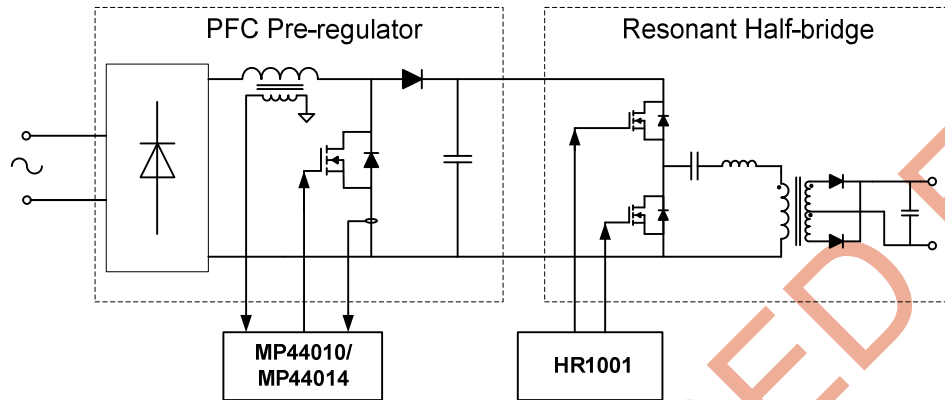 PFC Pre-regulator
Resonant Half-bridge
MP44010/
MP44014
HR1001